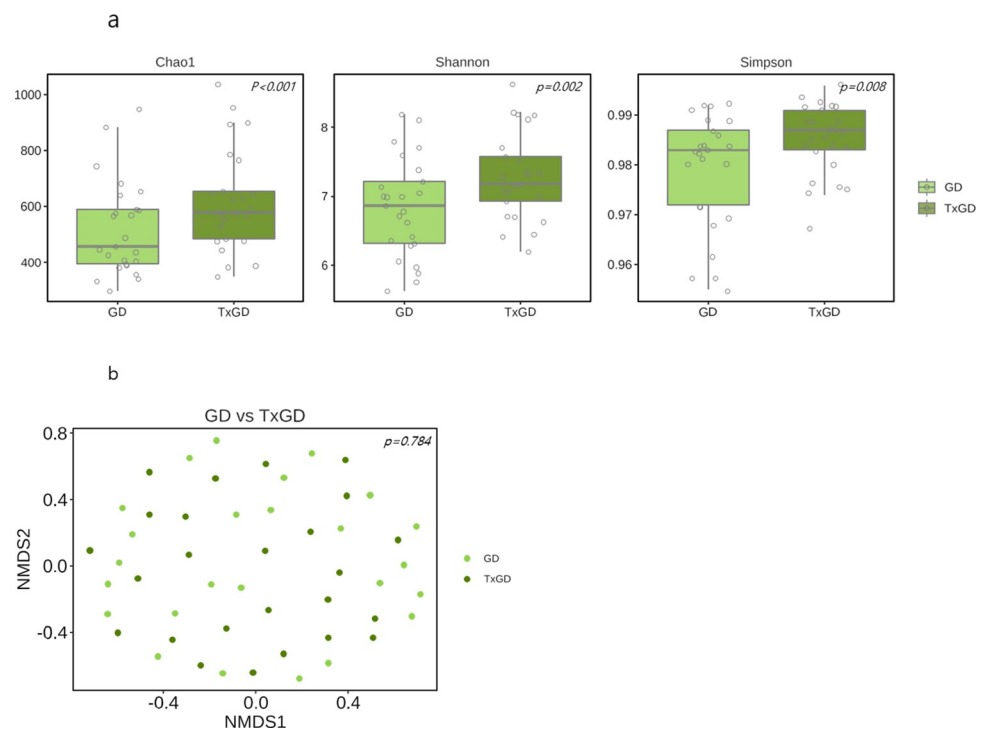 a
Chao1
Shannon
Simpson
P<0.001
p=0.002
p=0.008
1000
800
600
400
8
7
6
0.99
0.98
0.97
0.96
GD
TxGD
GD
TxGD
GD
TxGD
GD
TxGD
b
GD vs TxGD
p=0.784
0.8
0.4
0.0
-0.4
NMDS2
-0.4
0.0
0.4
NMDS1
GD
TxGD